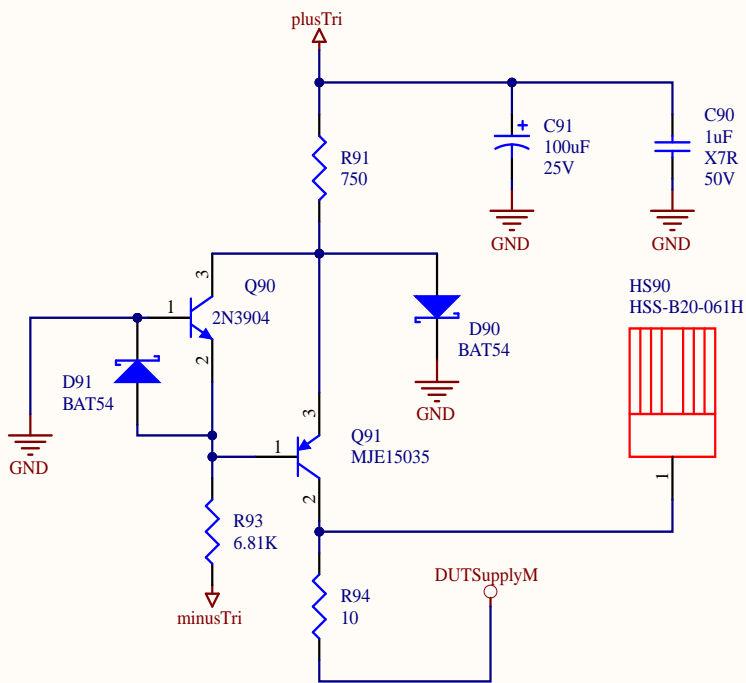 plusTri
R91
750
+
C91
100uF
25V
C90
1uF
X7R
50V
GND
GND
3
Q90
1
2N3904
2
D91
BAT54
GND
D90
BAT54
GND
HS90
HSS-B20-061H
1
3
Q91
1
MJE15035
2
R93
6.81K
minusTri
R94
10
DUTSupplyM